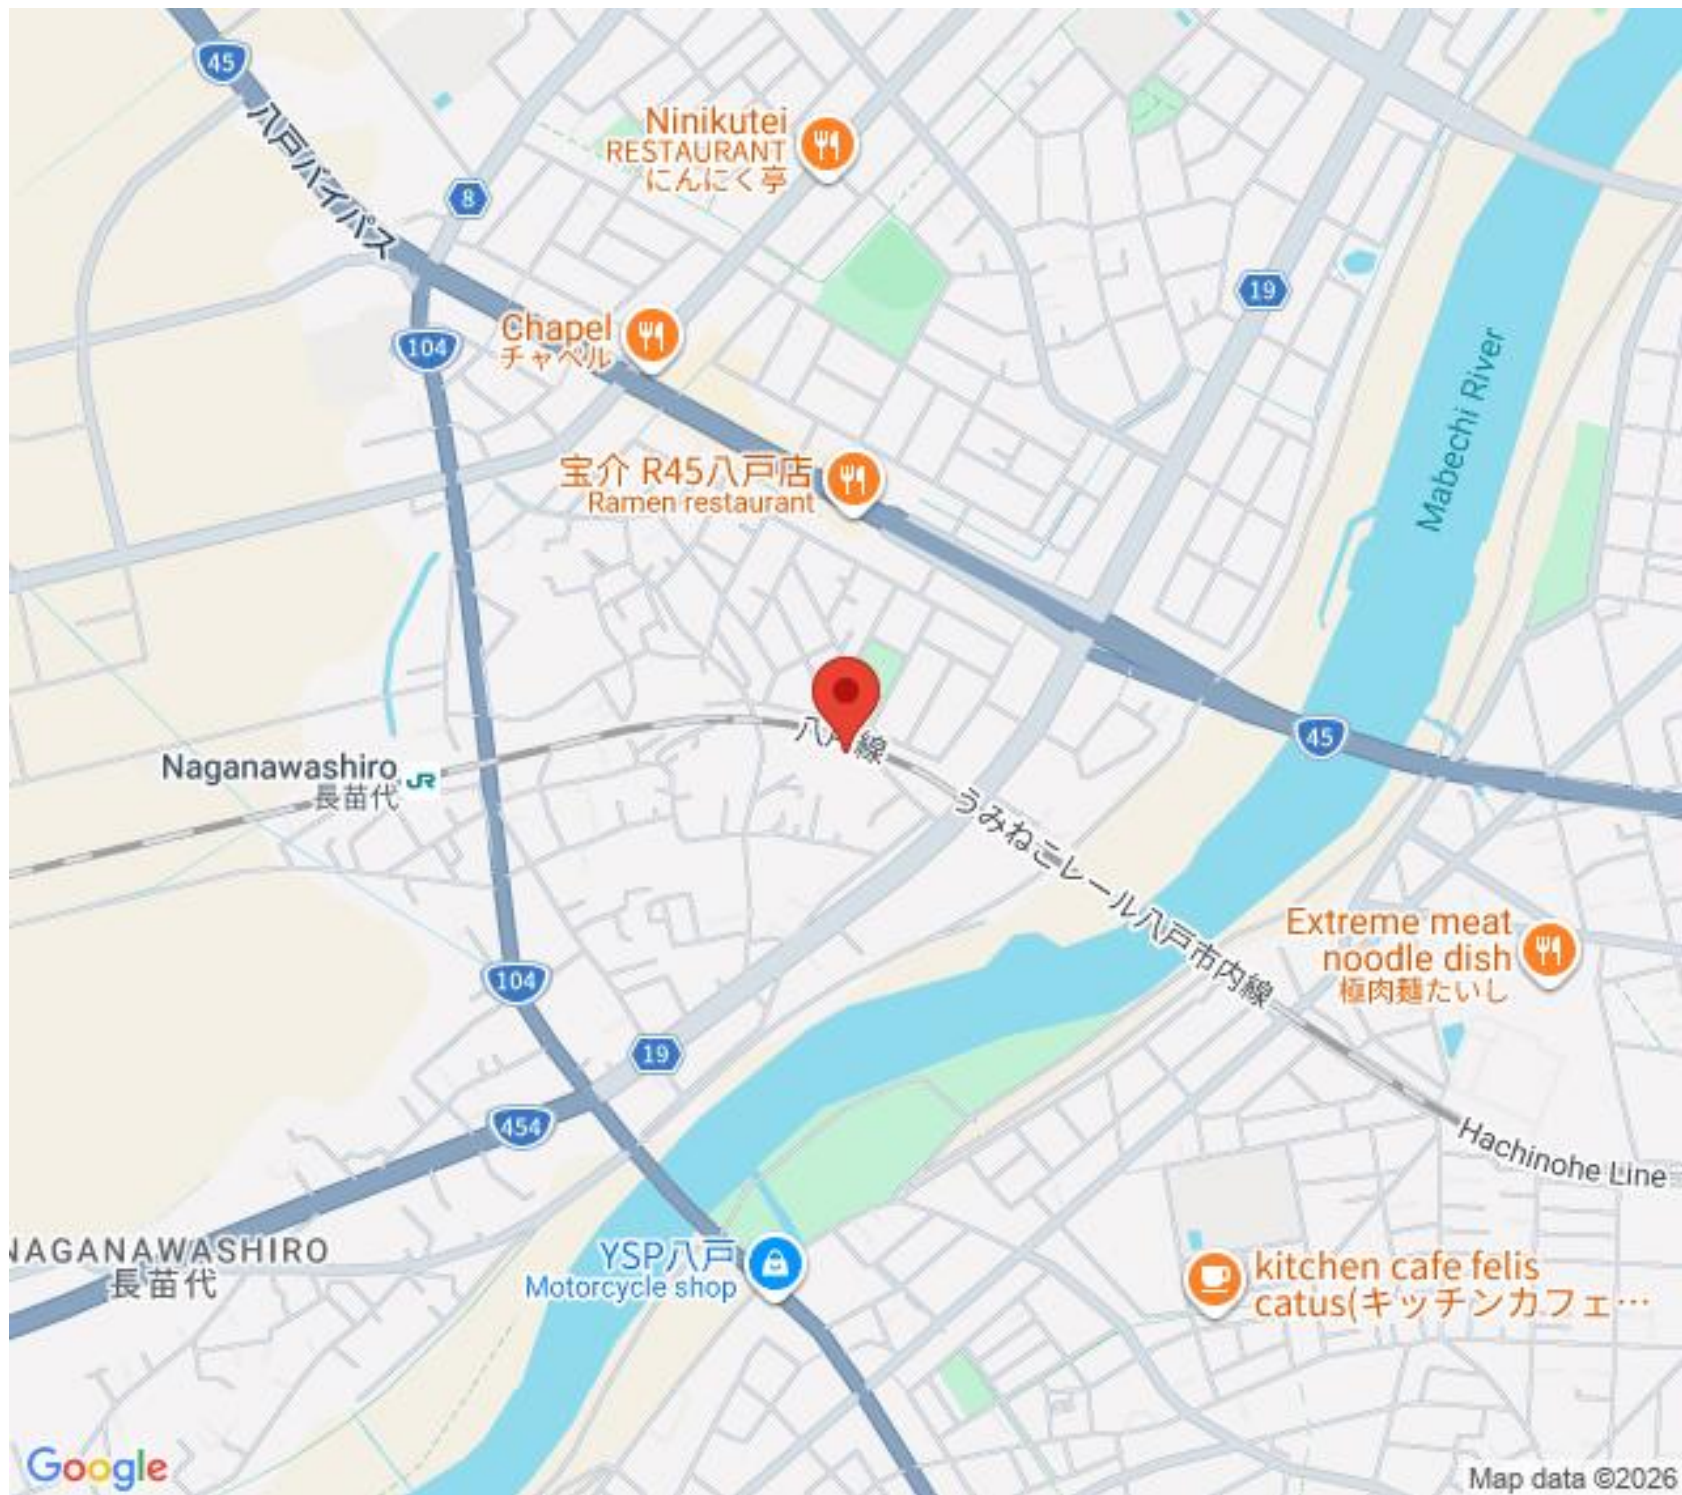 45
八戸バイパス
8
Ninikutei
RESTAURANT
にんにく亭
19
104
Chapel
チャペル
宝介 R45八戸店
Ramen restaurant
Mabechi River
45
八戸線
Naganawashiro
長苗代
JR
うみねこレール八戸市内線
Extreme meat
noodle dish
極肉麺たいし
104
19
454
Hachinohe Line
NAGANAWASHIRO
長苗代
YSP八戸
Motorcycle shop
kitchen cafe felis
catus(キッチンカフェ…
Google
Map data ©2026